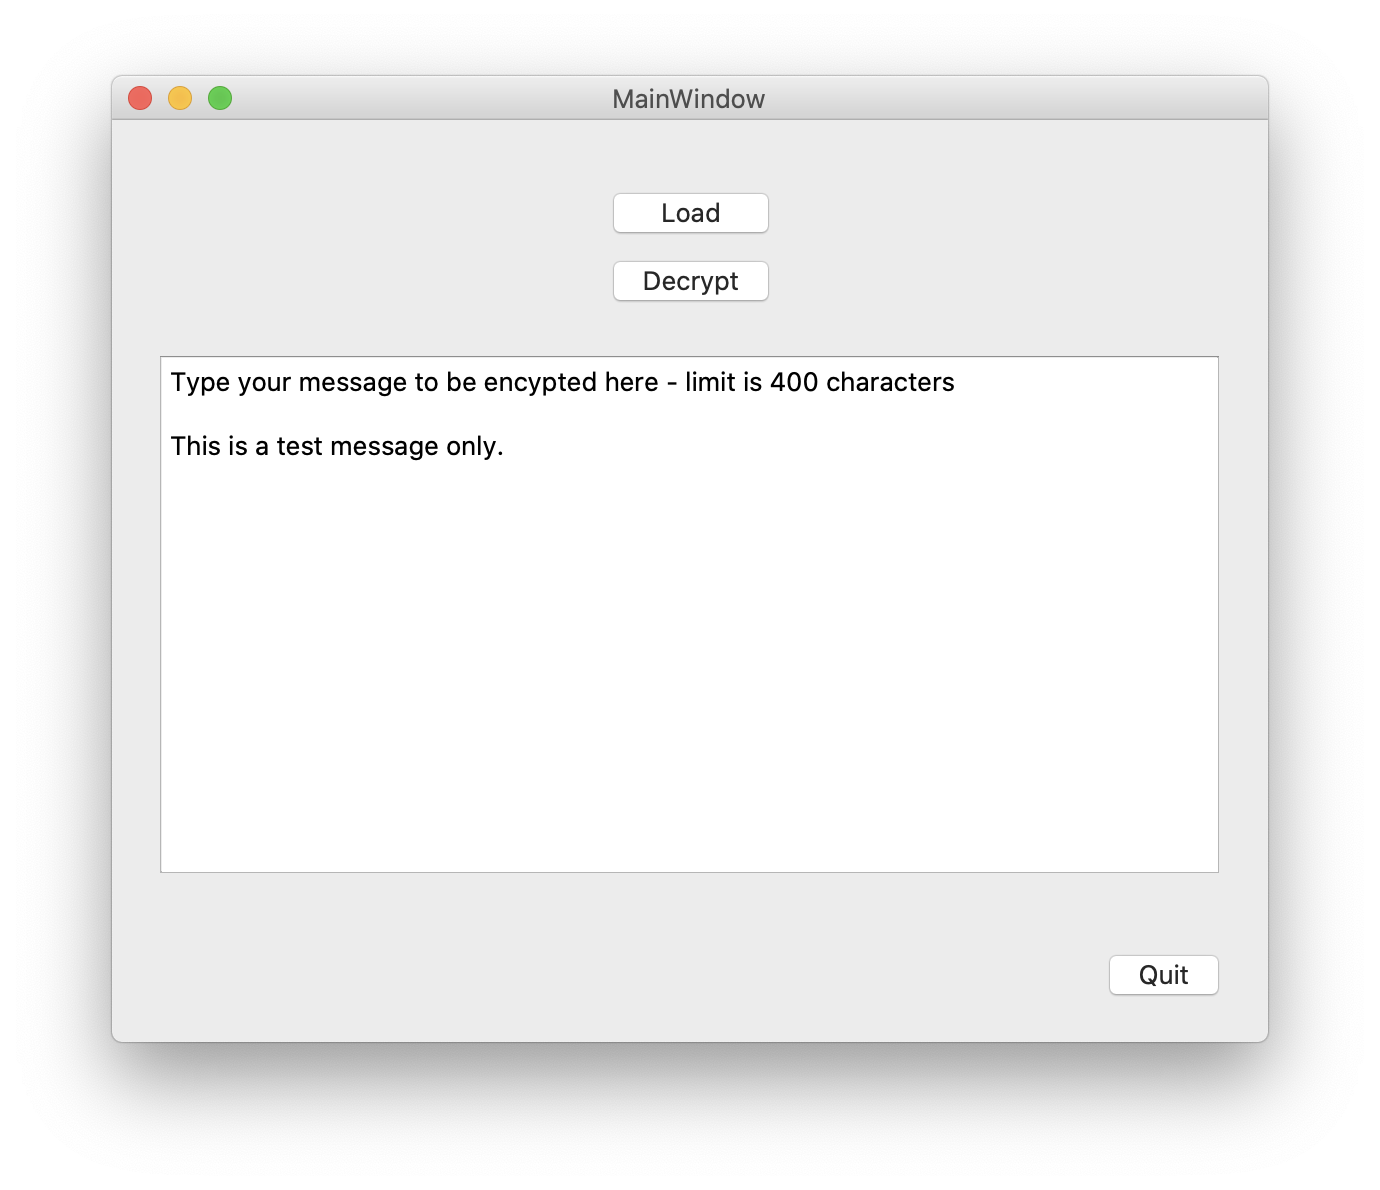 MainWindow
Load
Decrypt
Type your message to be encypted here - limit is 400 characters
This is a test message only.
Quit